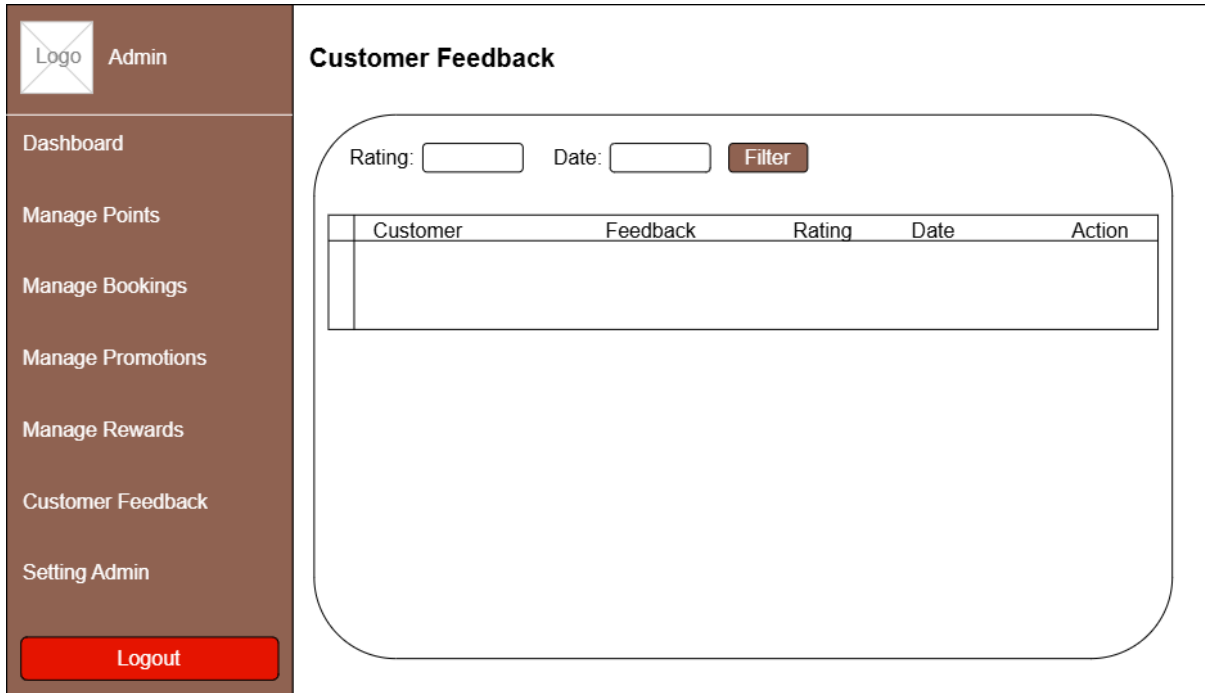 Logo Admin
Customer Feedback
Dashboard
Manage Points
Manage Bookings
Manage Promotions
Manage Rewards
Customer Feedback
Setting Admin
Logout
Rating: Date: Filter
Customer Feedback Rating Date Action